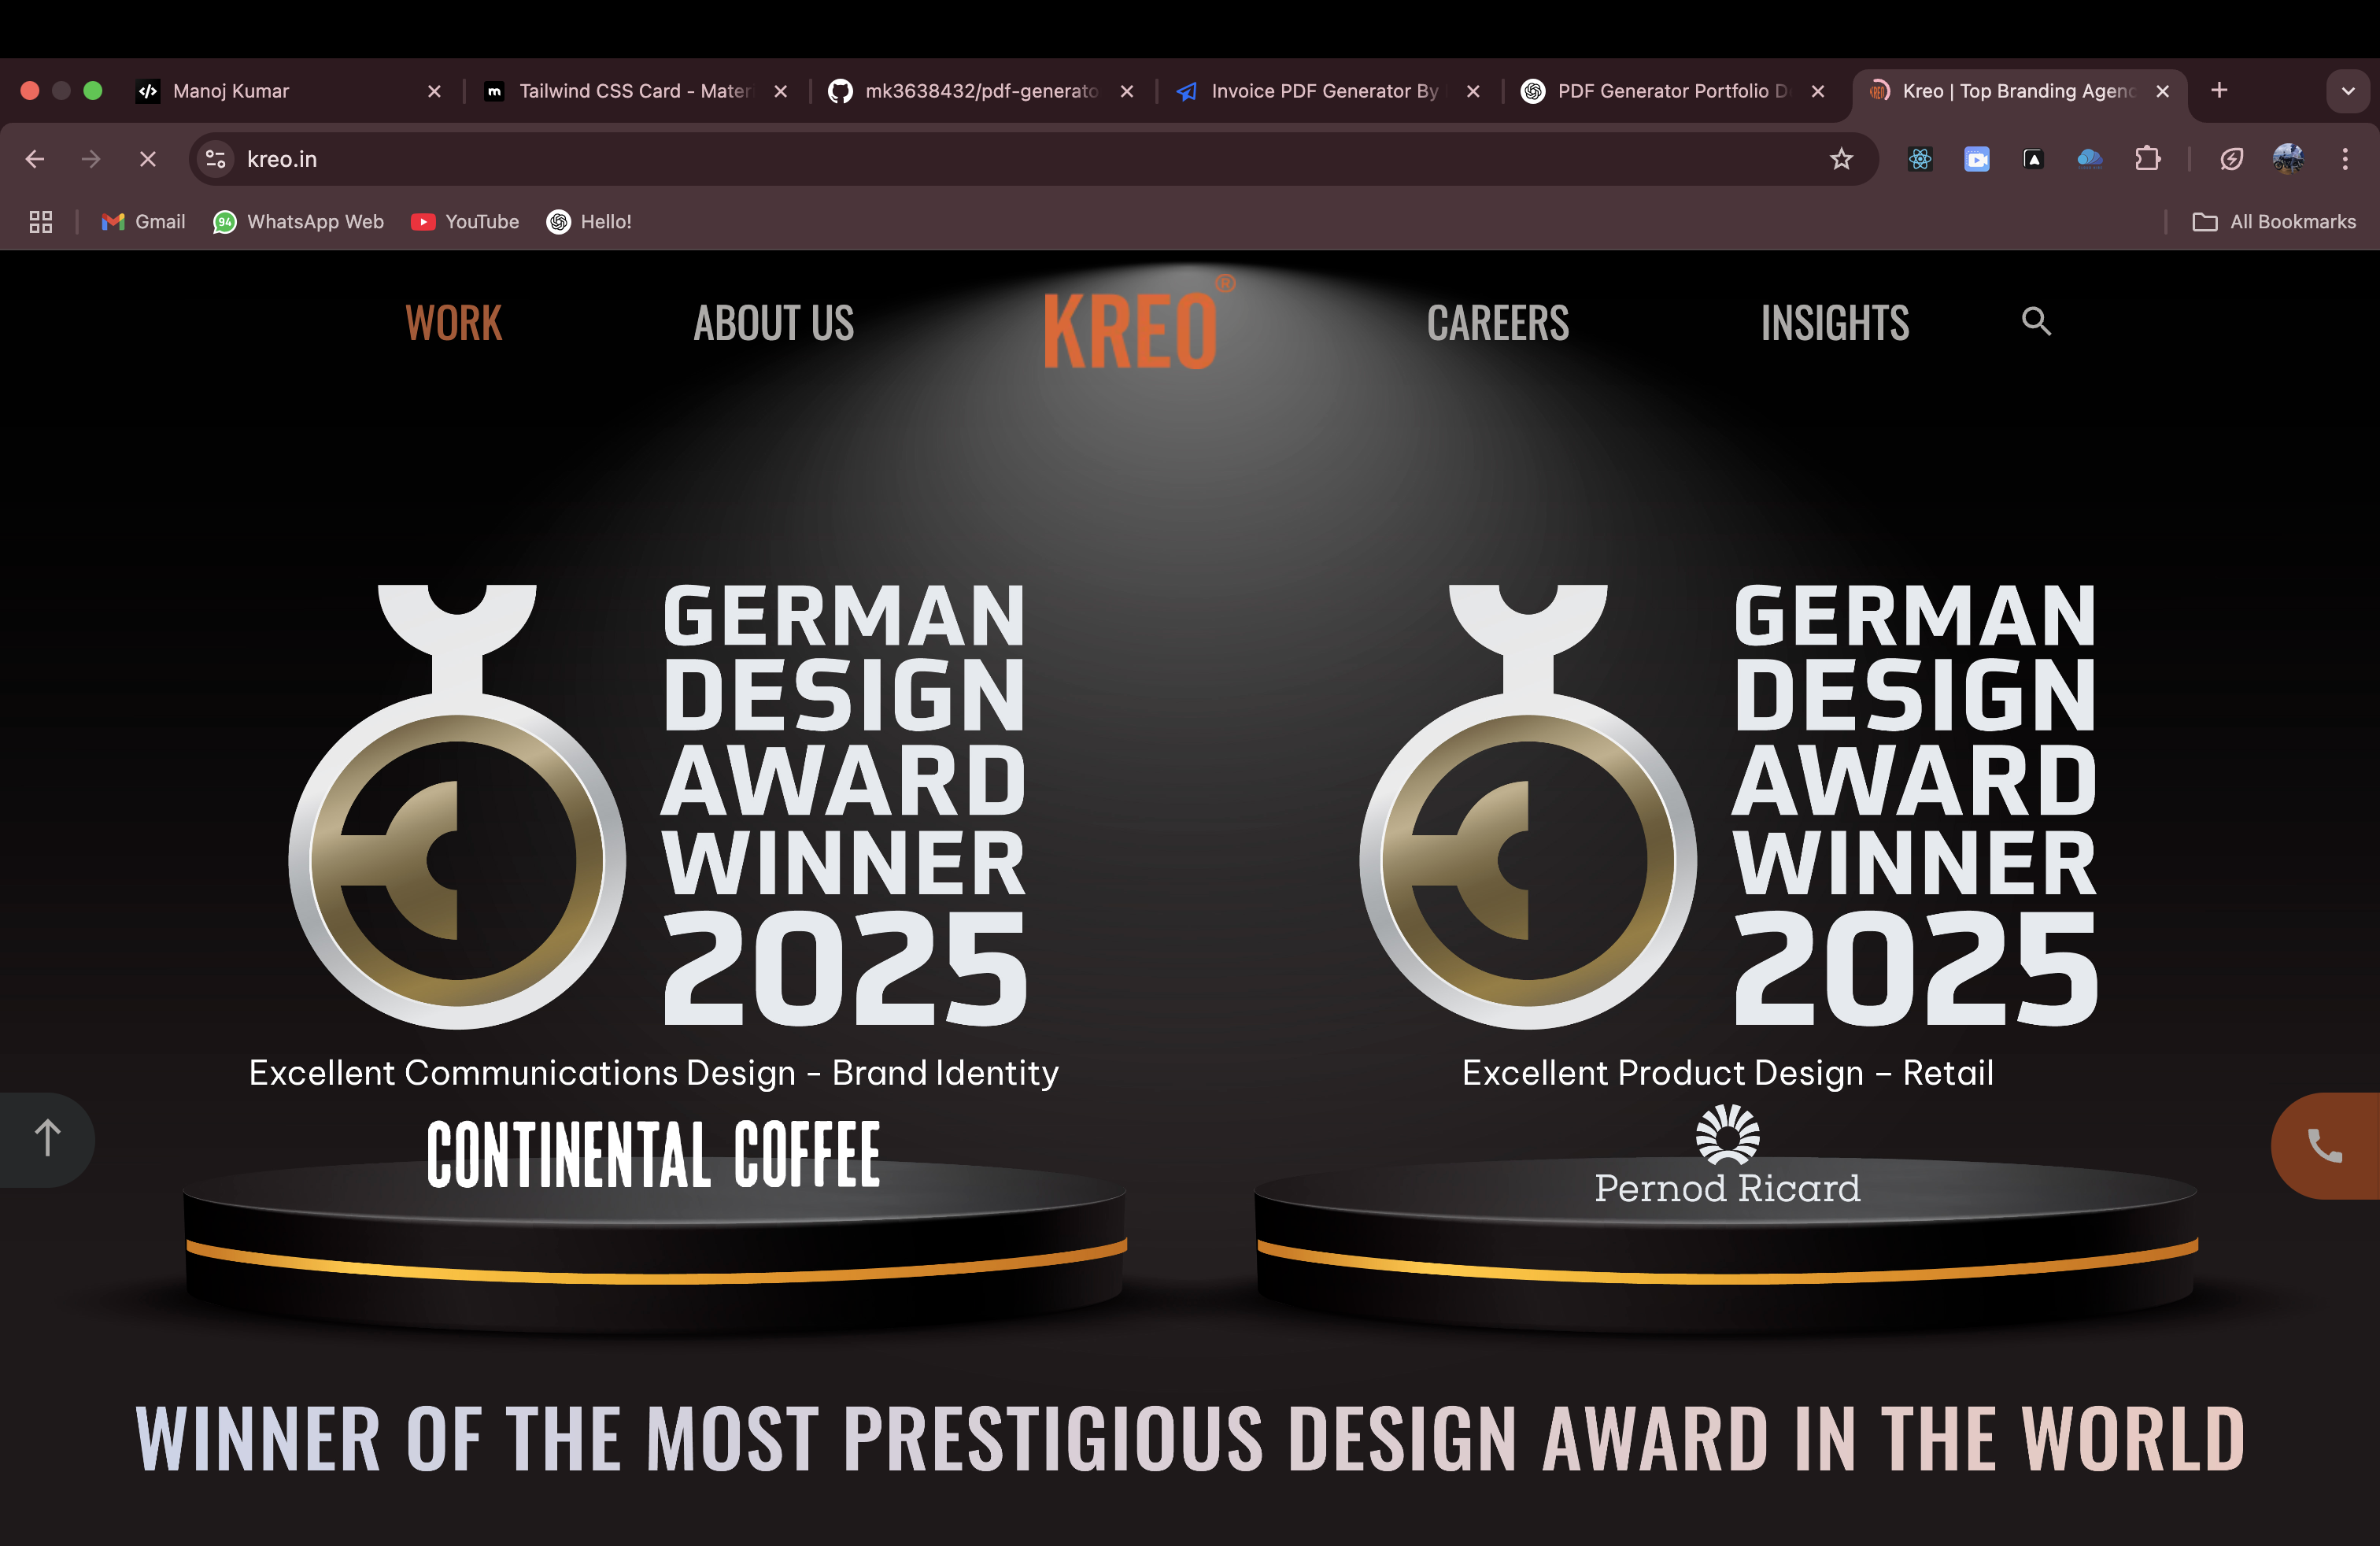 Manoj Kumar
Tailwind CSS Card - Mater
mk3638432/pdf-generato
Invoice PDF Generator By
PDF Generator Portfolio D
Kreo | Top Branding Agenc
kreo.in
Gmail
94
WhatsApp Web
YouTube
Hello!
All Bookmarks
WORK
ABOUT US
KREO®
CAREERS
INSIGHTS
GERMAN
DESIGN
AWARD
WINNER
2025
Excellent Communications Design - Brand Identity
CONTINENTAL COFFEE
GERMAN
DESIGN
AWARD
WINNER
2025
Excellent Product Design – Retail
Pernod Ricard
WINNER OF THE MOST PRESTIGIOUS DESIGN AWARD IN THE WORLD